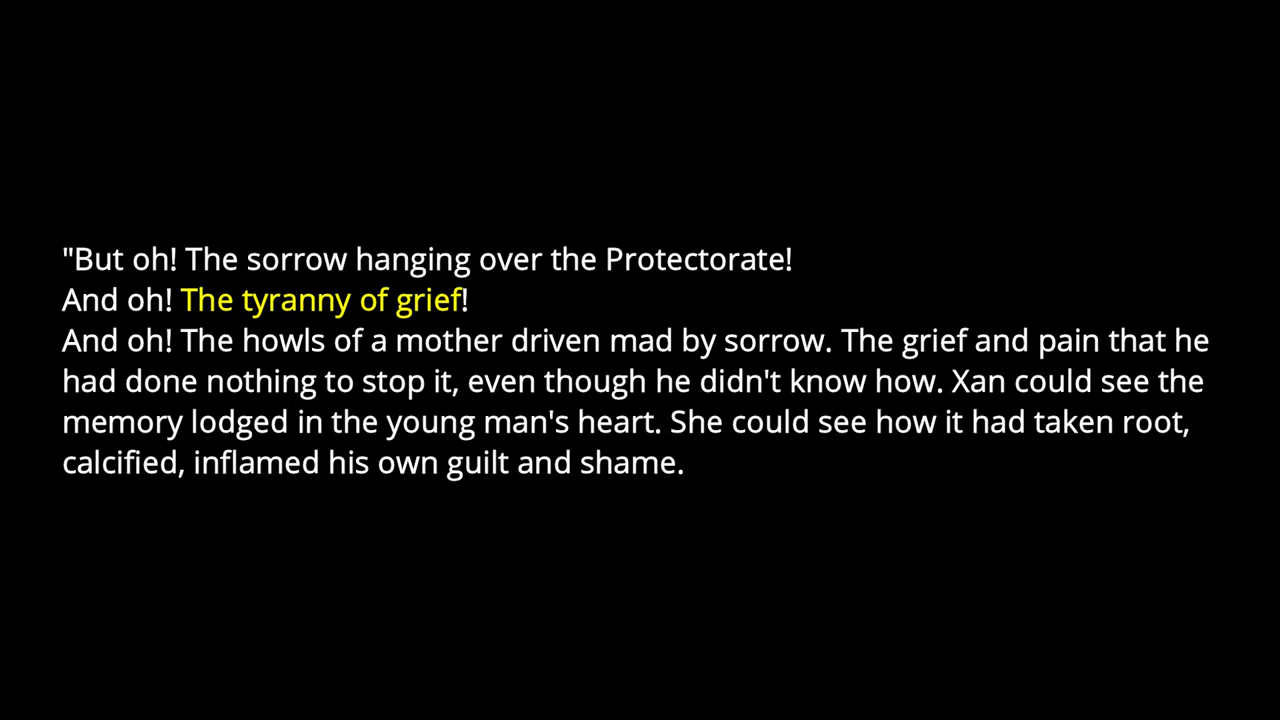 "But oh! The sorrow hanging over the Protectorate!
And oh! The tyranny of grief!
And oh! The howls of a mother driven mad by sorrow. The grief and pain that he
had done nothing to stop it, even though he didn't know how. Xan could see the
memory lodged in the young man's heart. She could see how it had taken root,
calcified, inflamed his own guilt and shame.